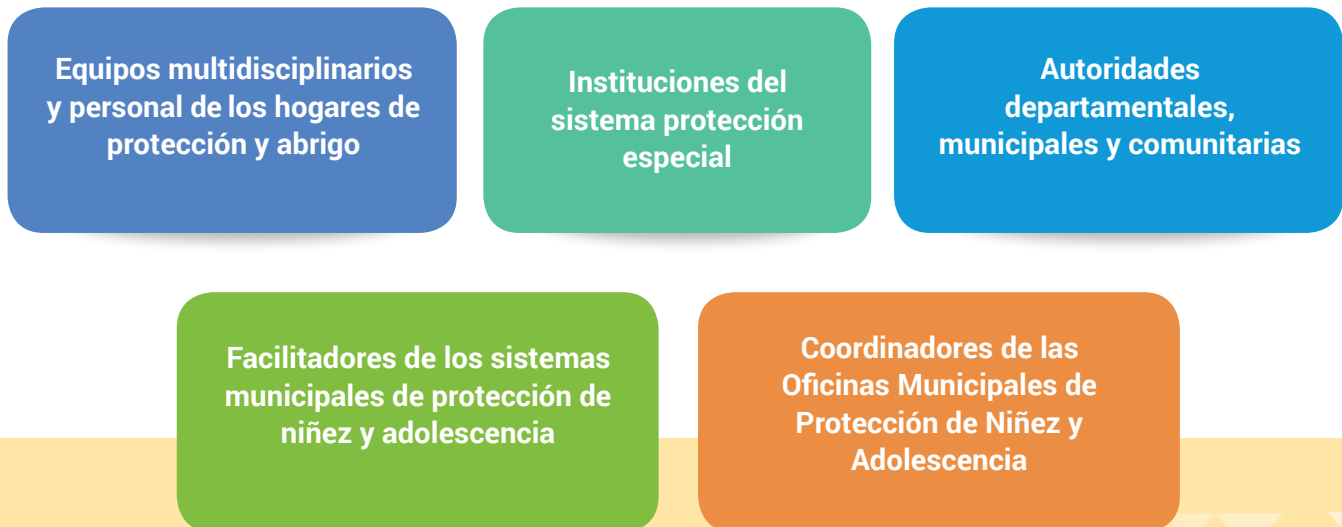 Equipos multidisciplinarios
y personal de los hogares de
protección y abrigo
Instituciones del
sistema protección
especial
Autoridades
departamentales,
municipales y comunitarias
Facilitadores de los sistemas
municipales de protección de
niñez y adolescencia
Coordinadores de las
Oficinas Municipales de
Protección de Niñez y
Adolescencia